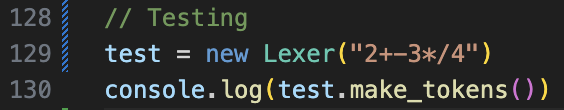 128 // Testing
129 test = new Lexer("2+-3*/4")
130 console.log(test.make_tokens())